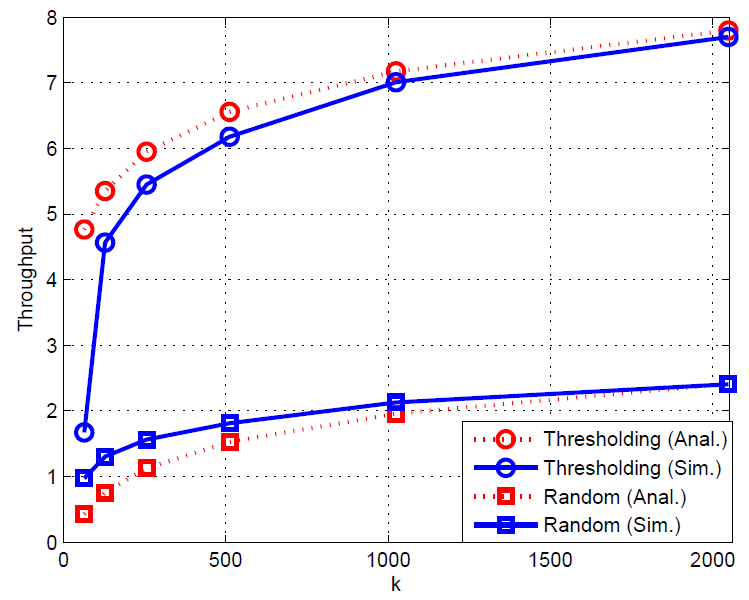 8
7
6
5
4
3
2
1
0
Throughput
0 500 1000 1500 2000
k
Thresholding (Anal.)
Thresholding (Sim.)
Random (Anal.)
Random (Sim.)